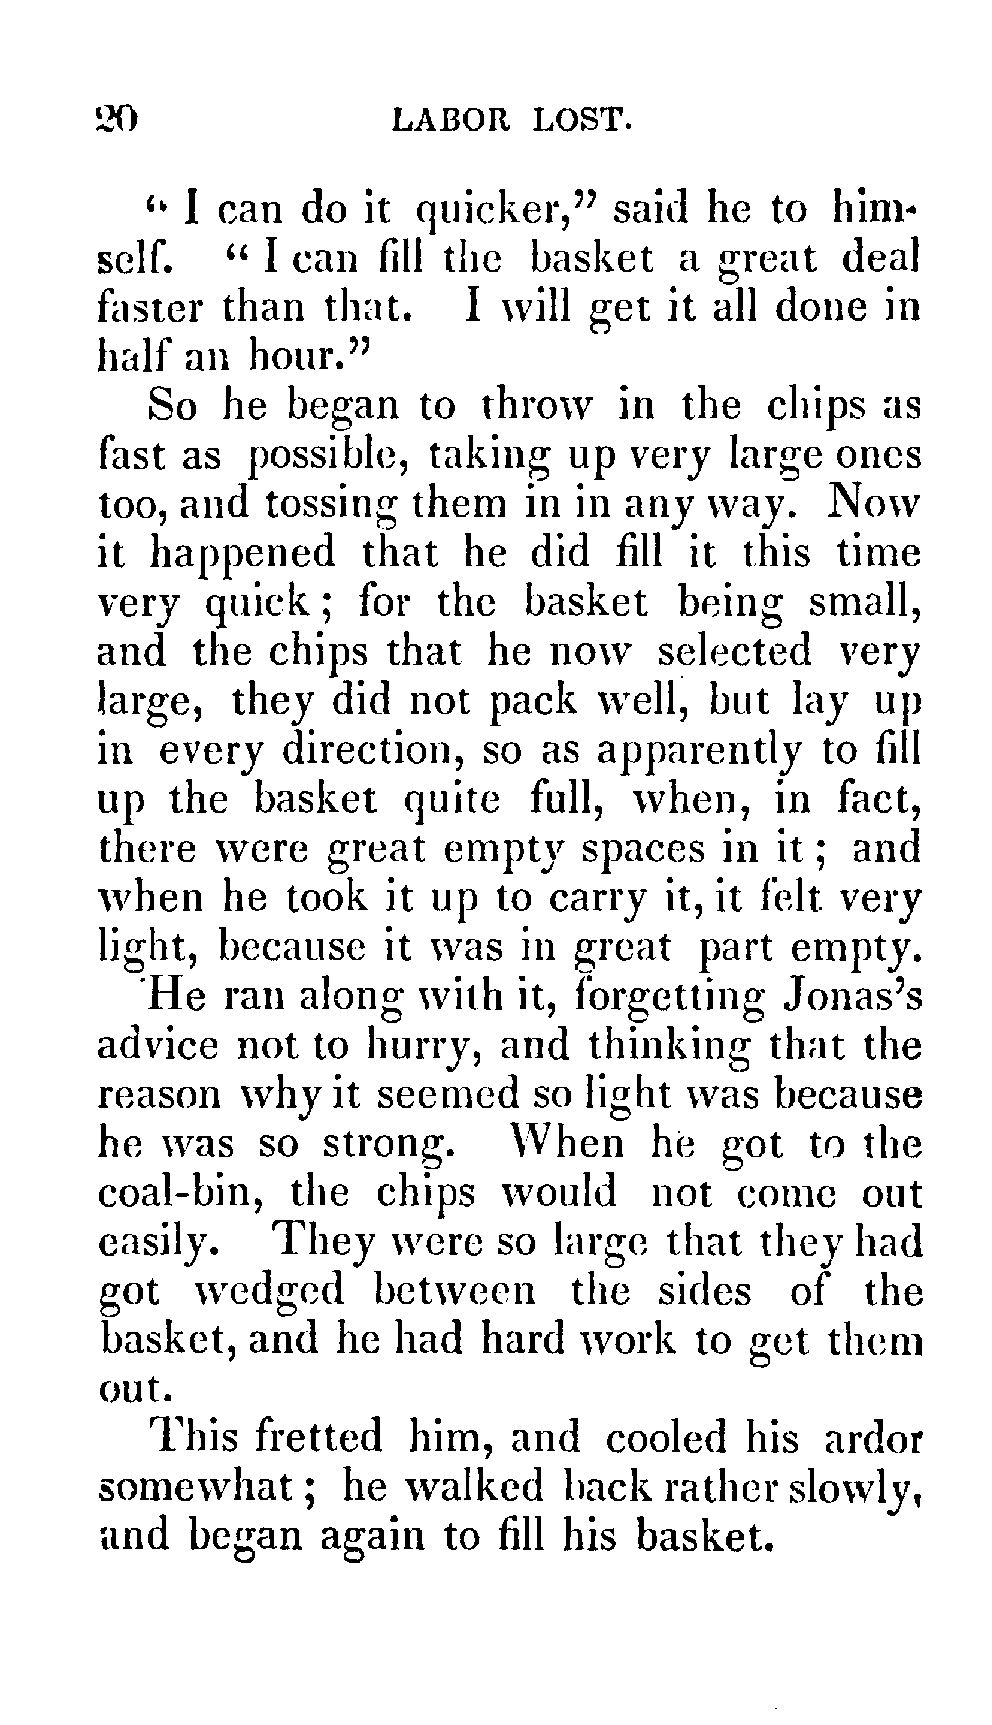 20 LABOR LOST.
“ I can do it quicker,” said he to him-
self. “ I can fill the basket a great deal
faster than that. I will get it all done in
half an hour.”
So he began to throw in the chips as
fast as possible, taking up very large ones
too, and tossing them in in any way. Now
it happened that he did fill it this time
very quick ; for the basket being small,
and the chips that he now selected very
large, they did not pack well, but lay up
in every direction, so as apparently to fill
up the basket quite full, when, in fact,
there were great empty spaces in it ; and
when he took it up to carry it, it felt very
light, because it was in great part empty.
He ran along with it, forgetting Jonas’s
advice not to hurry, and thinking that the
reason why it seemed so light was because
he was so strong. When he got to the
coal-bin, the chips would not come out
easily. They were so large that they had
got wedged between the sides of the
basket, and he had hard work to get them
out.
This fretted him, and cooled his ardor
somewhat ; he walked back rather slowly,
and began again to fill his basket.